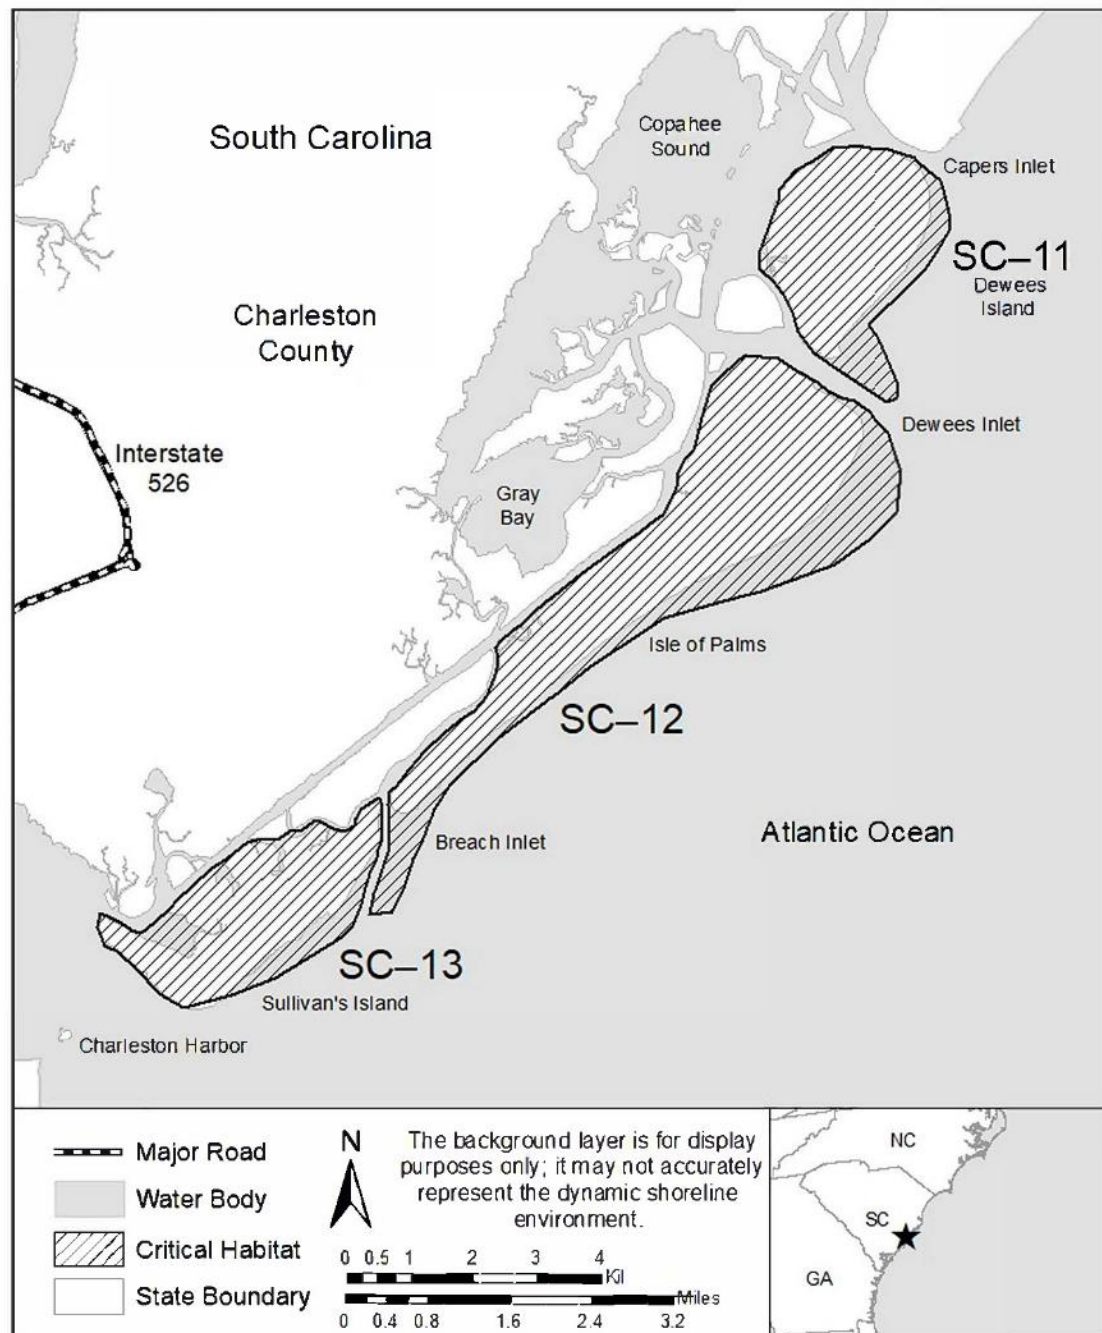 South Carolina
Copahee
Sound
Capers Inlet
SC–11
Dewees
Island
Charleston
County
Dewees Inlet
Interstate
526
Gray
Bay
Isle of Palms
SC–12
Atlantic Ocean
Breach Inlet
SC–13
Sullivan's Island
Charleston Harbor
Major Road
Water Body
Critical Habitat
State Boundary
N
The background layer is for display
purposes only; it may not accurately
represent the dynamic shoreline
environment.
0 0.5 1 2 3 4
Kil
Miles
0 0.4 0.8 1.6 2.4 3.2
NC
SC
GA